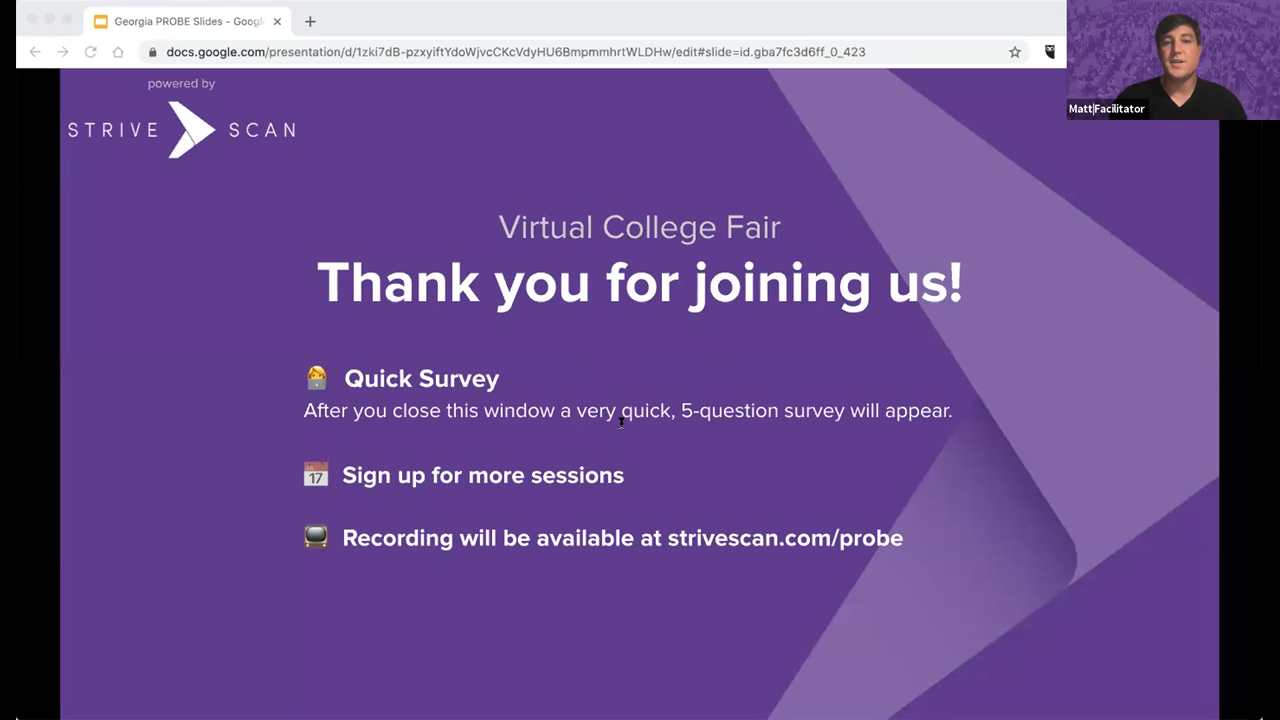 Georgia PROBE Slides - Goog
docs.google.com/presentation/d/1zki7dB-pzxyiftYdoWjvcCKcVdyHU6BmpmmhrtWLDHw/edit#slide=id.gba7fc3d6ff_0_423
Matt|Facilitator
powered by
STRIVE SCAN
Virtual College Fair
Thank you for joining us!
Quick Survey
After you close this window a very quick, 5-question survey will appear.
17 Sign up for more sessions
Recording will be available at strivescan.com/probe